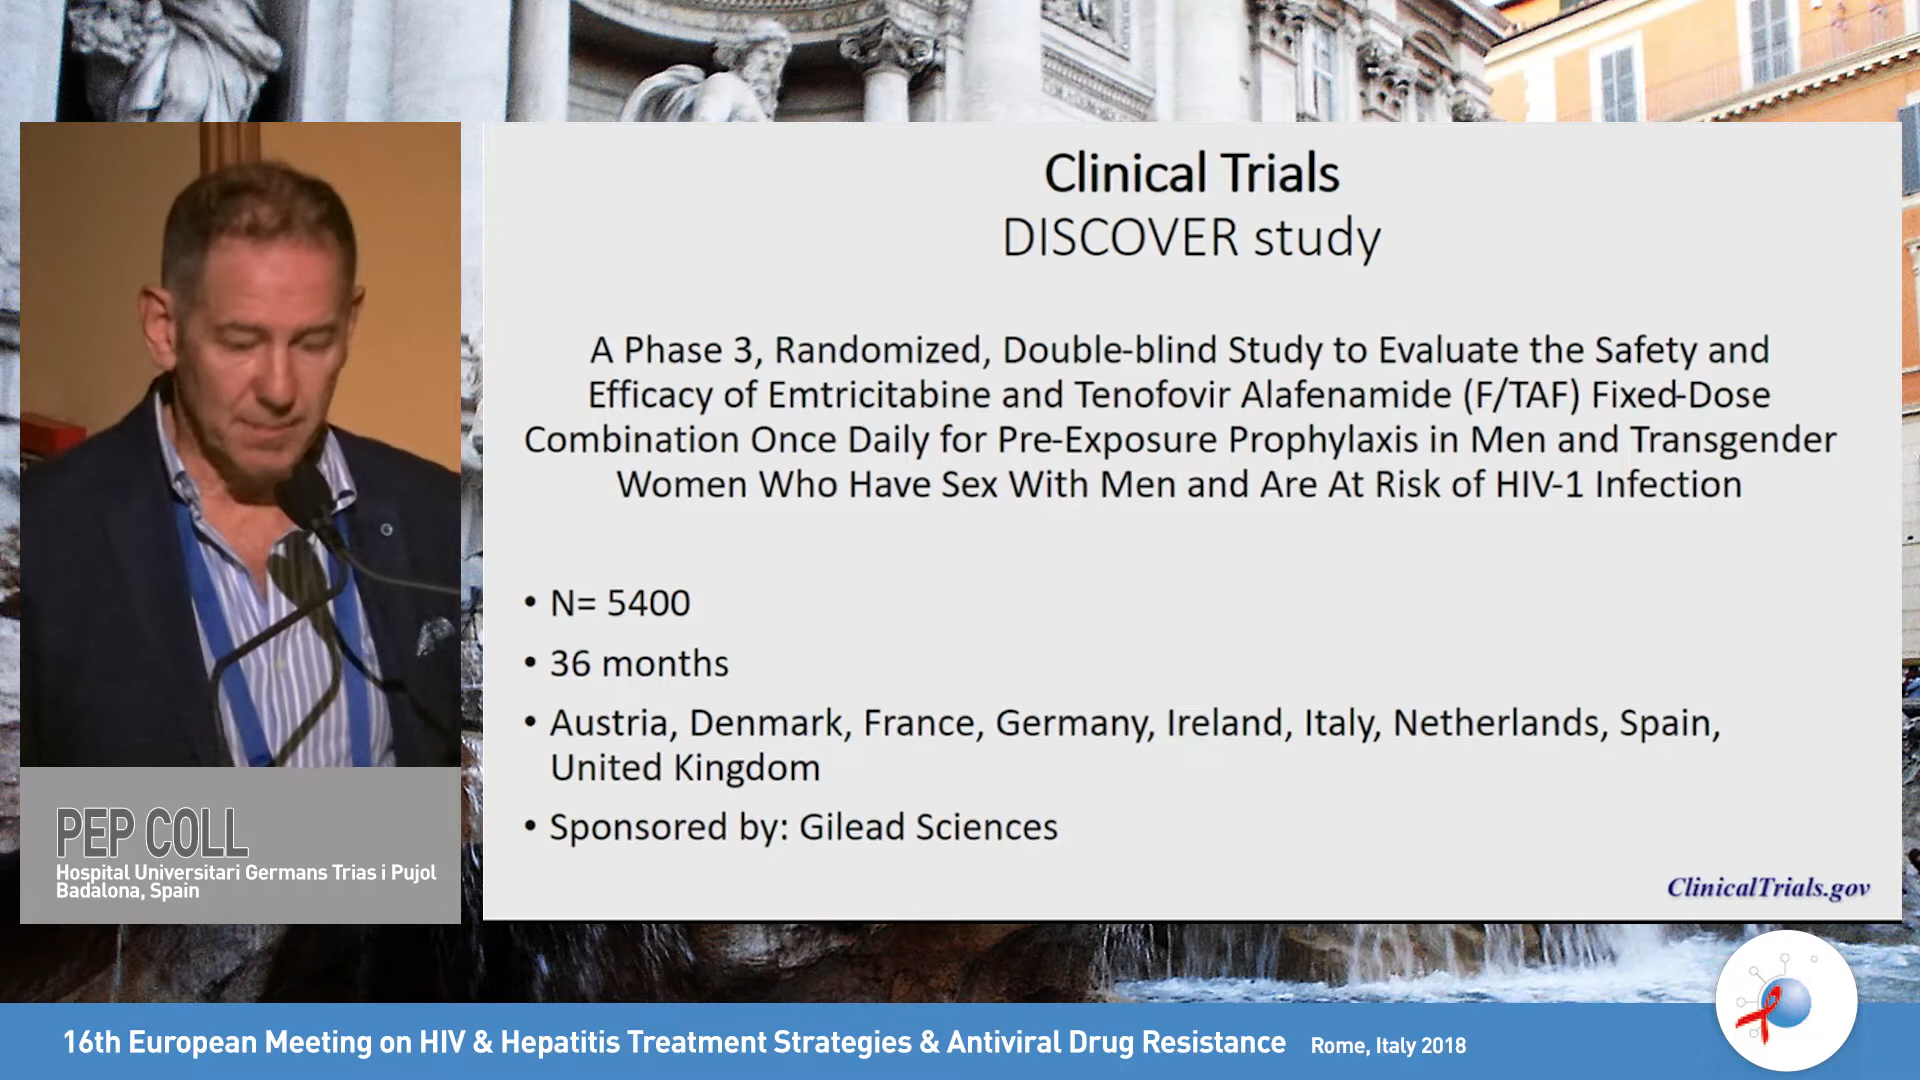 Clinical Trials
DISCOVER study
A Phase 3, Randomized, Double-blind Study to Evaluate the Safety and
Efficacy of Emtricitabine and Tenofovir Alafenamide (F/TAF) Fixed-Dose
Combination Once Daily for Pre-Exposure Prophylaxis in Men and Transgender
Women Who Have Sex With Men and Are At Risk of HIV-1 Infection
• N= 5400
• 36 months
• Austria, Denmark, France, Germany, Ireland, Italy, Netherlands, Spain,
United Kingdom
• Sponsored by: Gilead Sciences
ClinicalTrials.gov
PEP COLL
Hospital Universitari Germans Trias i Pujol
Badalona, Spain
16th European Meeting on HIV & Hepatitis Treatment Strategies & Antiviral Drug Resistance Rome, Italy 2018